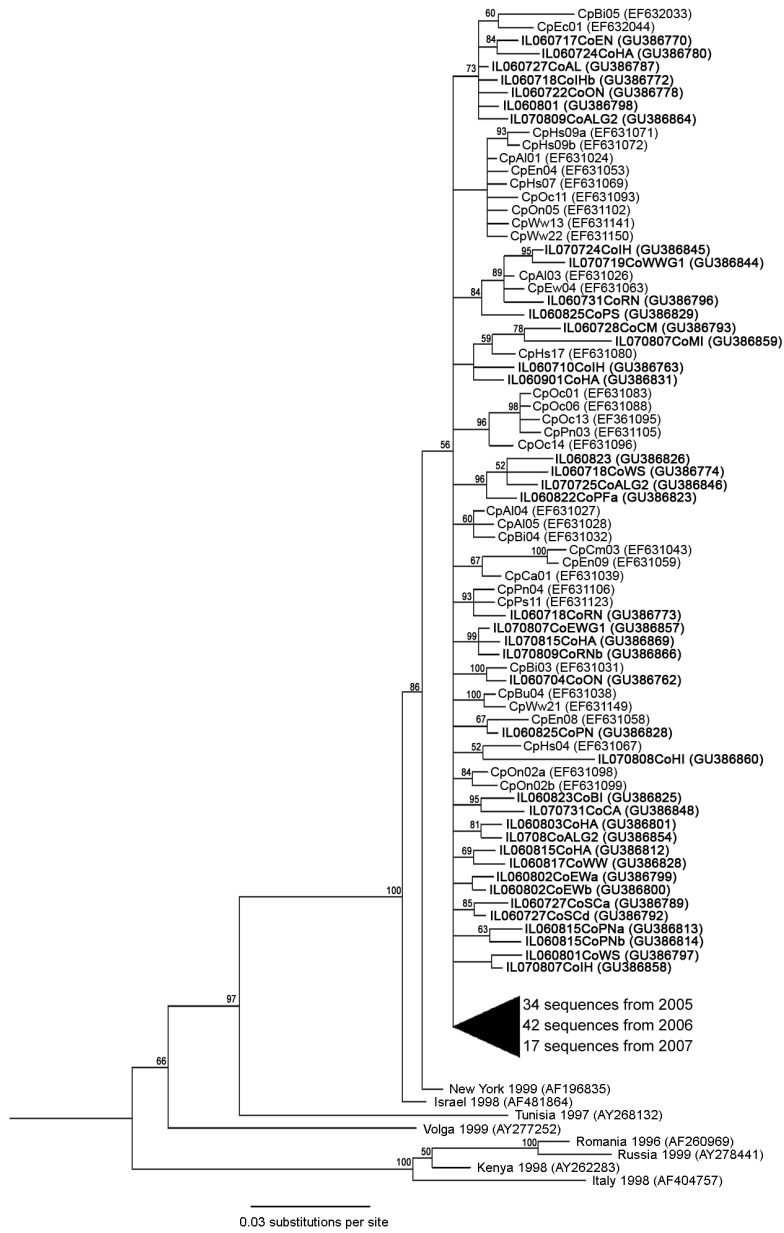 60
CpBi05 (EF632033)
CpEc01 (EF632044)
84
IL060717CoEN (GU386770)
IL060724CoHA (GU386780)
73
IL060727CoAL (GU386787)
IL060718CoIHb (GU386772)
IL060722CoON (GU386778)
IL060801 (GU386798)
IL070809CoALG2 (GU386864)
93
CpHs09a (EF631071)
CpHs09b (EF631072)
CpAl01 (EF631024)
CpEn04 (EF631053)
CpHs07 (EF631069)
CpOc11 (EF631093)
CpOn05 (EF631102)
CpWw13 (EF631141)
CpWw22 (EF631150)
95
IL070724CoIH (GU386845)
IL070719CoWWG1 (GU386844)
89
CpAl03 (EF631026)
CpEw04 (EF631063)
84
IL060731CoRN (GU386796)
IL060825CoPS (GU386829)
78
IL060728CoCM (GU386793)
59
IL070807CoMI (GU386859)
CpHs17 (EF631080)
IL060710CoIH (GU386763)
IL060901CoHA (GU386831)
CpOc01 (EF631083)
98
CpOc06 (EF631088)
96
CpOc13 (EF361095)
CpPn03 (EF631105)
CpOc14 (EF631096)
56
52
IL060823 (GU386826)
IL060718CoWS (GU386774)
96
IL070725CoALG2 (GU386846)
IL060822CoPFa (GU386823)
CpAl04 (EF631027)
60
CpAl05 (EF631028)
CpBi04 (EF631032)
100
CpCm03 (EF631043)
67
CpEn09 (EF631059)
CpCa01 (EF631039)
CpPn04 (EF631106)
93
CpPs11 (EF631123)
IL060718CoRN (GU386773)
IL070807CoEWG1 (GU386857)
99
IL070815CoHA (GU386869)
IL070809CoRNb (GU386866)
100
CpBi03 (EF631031)
IL060704CoON (GU386762)
86
100
CpBu04 (EF631038)
CpWw21 (EF631149)
67
CpEn08 (EF631058)
IL060825CoPN (GU386828)
52
CpHs04 (EF631067)
IL070808CoHI (GU386860)
84
CpOn02a (EF631098)
CpOn02b (EF631099)
95
IL060823CoBI (GU386825)
IL070731CoCA (GU386848)
81
IL060803CoHA (GU386801)
IL0708CoALG2 (GU386854)
69
IL060815CoHA (GU386812)
IL060817CoWW (GU386828)
IL060802CoEWa (GU386799)
IL060802CoEWb (GU386800)
100
85
IL060727CoSCa (GU386789)
IL060727CoSCd (GU386792)
63
IL060815CoPNa (GU386813)
IL060815CoPNb (GU386814)
IL060801CoWS (GU386797)
IL070807CoIH (GU386858)
97
34 sequences from 2005
42 sequences from 2006
17 sequences from 2007
66
New York 1999 (AF196835)
Israel 1998 (AF481864)
Tunisia 1997 (AY268132)
Volga 1999 (AY277252)
100
Romania 1996 (AF260969)
50
Russia 1999 (AY278441)
100
Kenya 1998 (AY262283)
Italy 1998 (AF404757)
0.03 substitutions per site